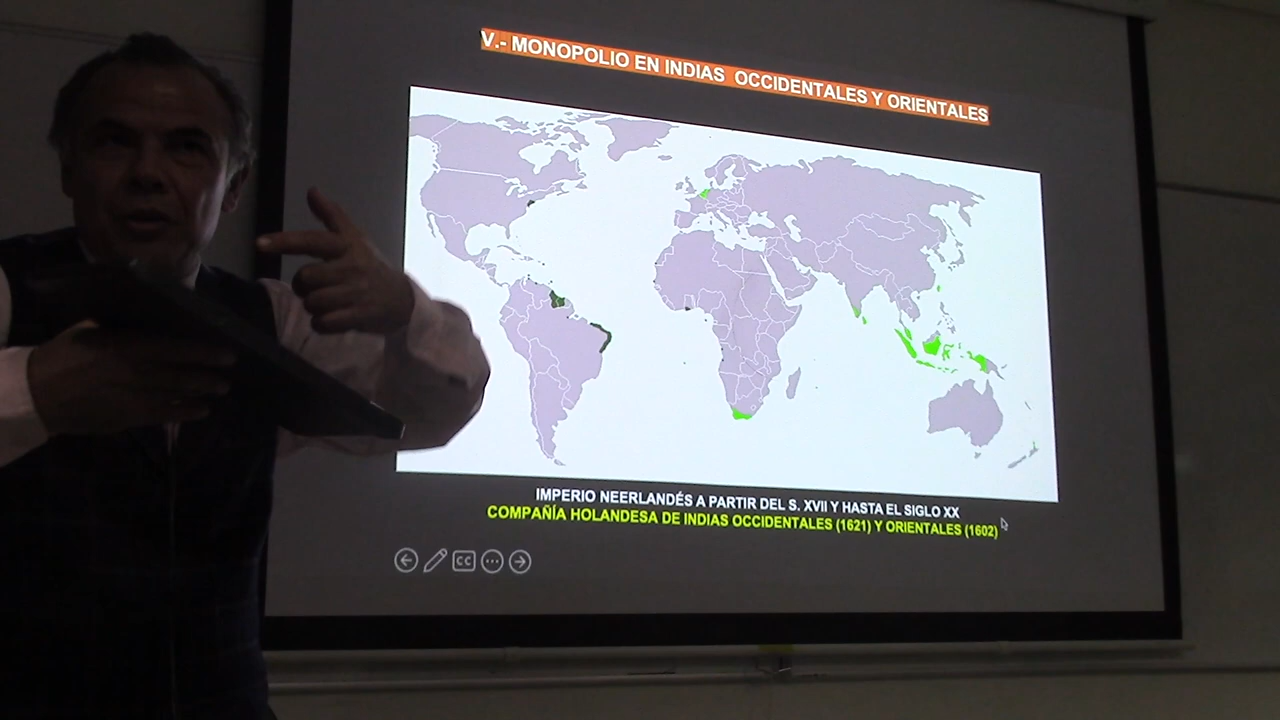 V.- MONOPOLIO EN INDIAS OCCIDENTALES Y ORIENTALES
IMPERIO NEERLANDÉS A PARTIR DEL S. XVII Y HASTA EL SIGLO XX
COMPAÑÍA HOLANDESA DE INDIAS OCCIDENTALES (1621) Y ORIENTALES (1602)
CC